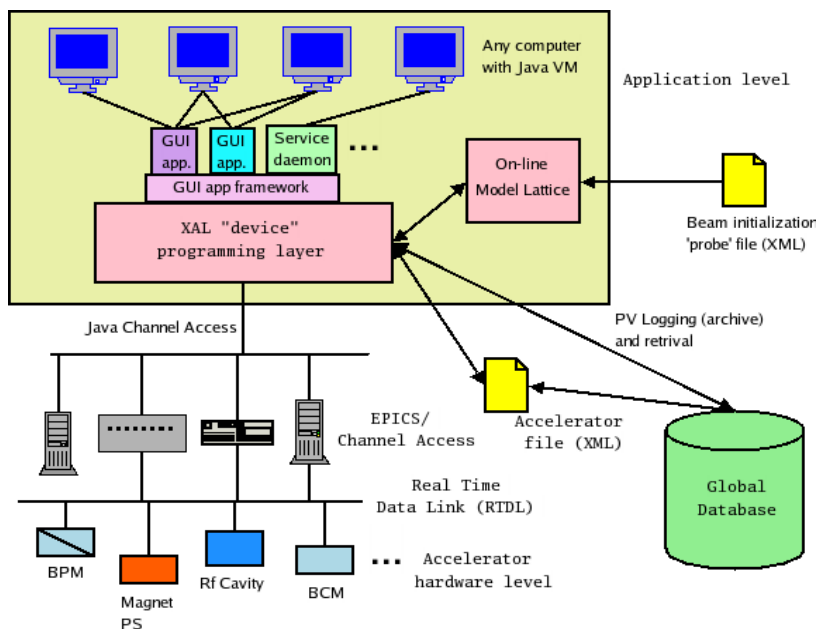 Any computer
with Java VM
Application level
GUI
app.
GUI
app.
Service
daemon
...
GUI app framework
On-line
Model Lattice
XAL "device"
programming layer
Beam initialization
'probe' file (XML)
Java Channel Access
PV Logging (archive)
and retrival
EPICS/
Channel Access
Accelerator
file (XML)
Global
Database
Real Time
Data Link (RTDL)
BPM
Magnet
PS
Rf Cavity
BCM
...
Accelerator
hardware level